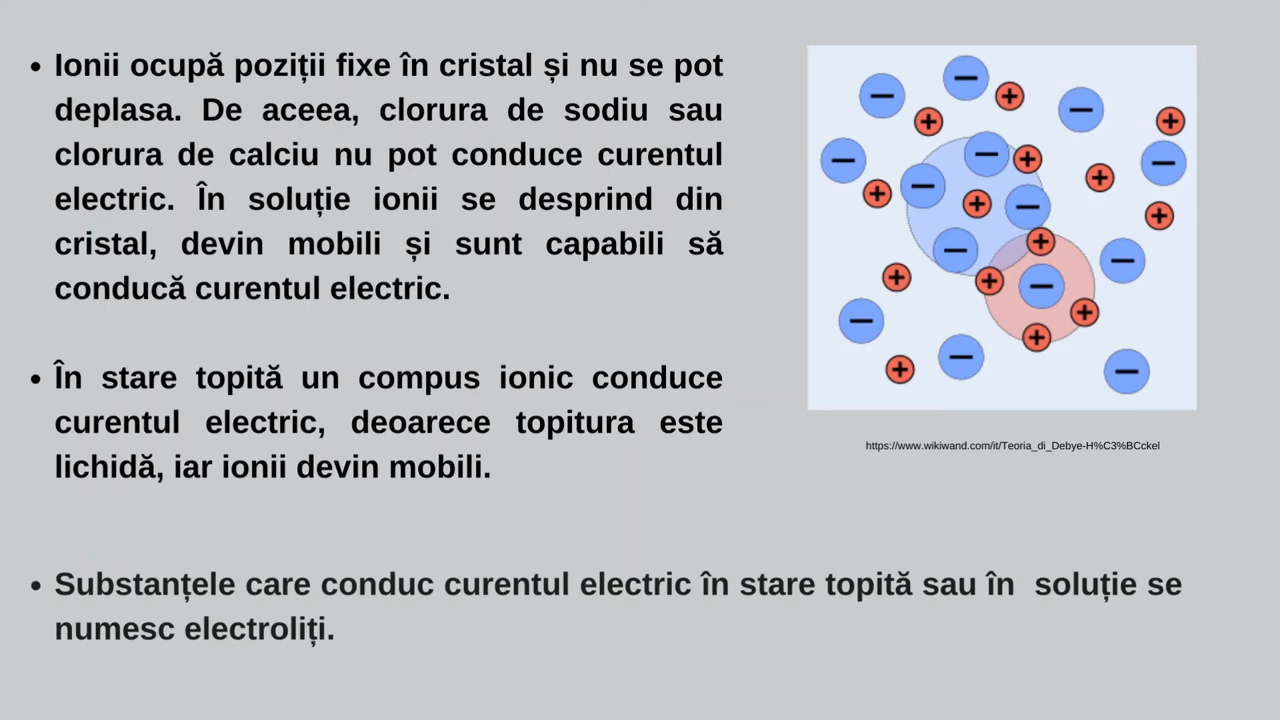 • Ionii ocupă poziții fixe în cristal și nu se pot
deplasa. De aceea, clorura de sodiu sau
clorura de calciu nu pot conduce curentul
electric. În soluție ionii se desprind din
cristal, devin mobili și sunt capabili să
conducă curentul electric.
• În stare topită un compus ionic conduce
curentul electric, deoarece topitura este
lichidă, iar ionii devin mobili.
https://www.wikiwand.com/it/Teoria_di_Debye-H%C3%BCckel
• Substanțele care conduc curentul electric în stare topită sau în  soluție se
numesc electroliți.